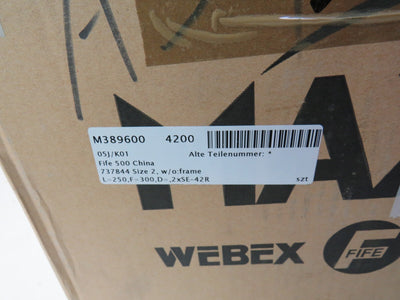 M389600 4200
05J/K01 Alte Teilenummer: *
Fife 500 China
737844 Size 2, w/o:frame
L=250,F=300,D=,2xSE-42R szt
MA
WEBEX FIFE